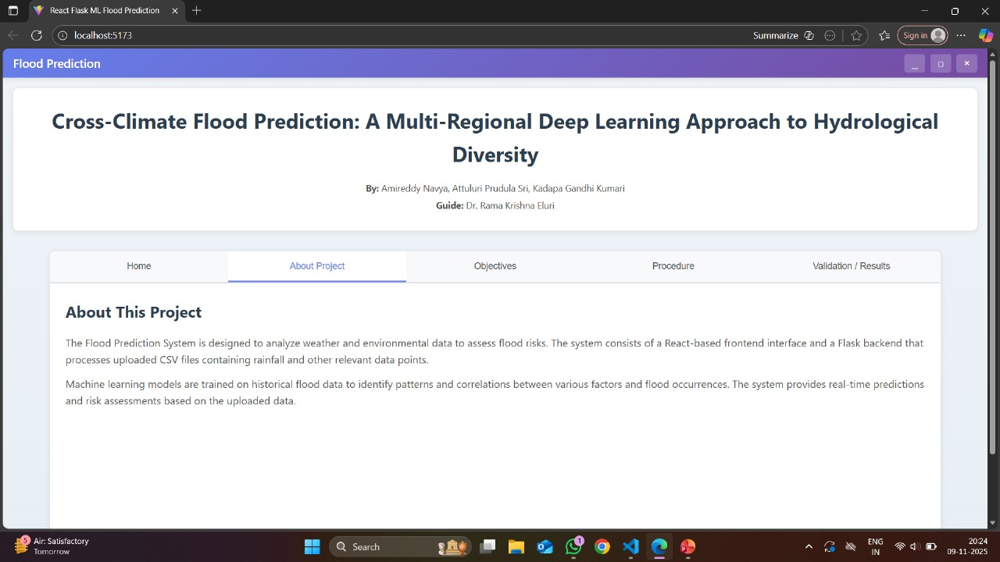 React Flask ML Flood Prediction
localhost:5173
Summarize
Sign in
Flood Prediction
Cross-Climate Flood Prediction: A Multi-Regional Deep Learning Approach to Hydrological
Diversity
By: Amireddy Navya, Attuluri Prudula Sri, Kadapa Gandhi Kumari
Guide: Dr. Rama Krishna Eluri
Home
About Project
Objectives
Procedure
Validation / Results
About This Project
The Flood Prediction System is designed to analyze weather and environmental data to assess flood risks. The system consists of a React-based frontend interface and a Flask backend that
processes uploaded CSV files containing rainfall and other relevant data points.
Machine learning models are trained on historical flood data to identify patterns and correlations between various factors and flood occurrences. The system provides real-time predictions
and risk assessments based on the uploaded data.
5
Air: Satisfactory
Tomorrow
Search
1
ENG
IN
20:24
09-11-2025